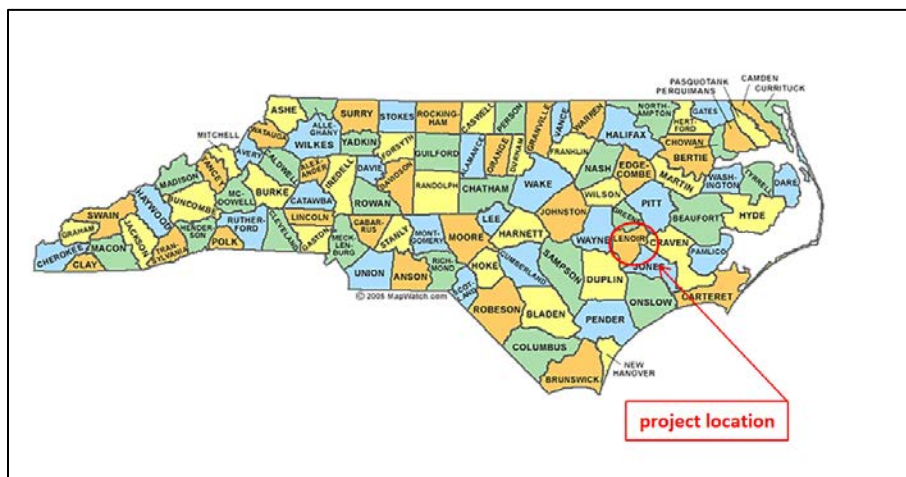 PASQUOTANK
PERQUIMANS
CAMDEN
CURRITUCK
ASHE
ALLE-
GHANY
SURRY
STOKES
ROCKING-
HAM
CASWELL
PERSON
GRANVILLE
VANCE
WARREN
NORTH-
AMPTON
GATES
HERT-
FORD
CHOWAN
BERTIE
HALIFAX
MITCHELL
WATAUGA
WILKES
YADKIN
FORSYTH
GUILFORD
ALAMANCE
ORANGE
DURHAM
FRANKLIN
NASH
EDGE-
COMBE
MARTIN
WASH-
INGTON
TYRRELL
DARE
AVERY
CALDWELL
ALEX-
ANDER
IREDELL
DAVIE
DAVIDSON
RANDOLPH
CHATHAM
WAKE
WILSON
PITT
BEAUFORT
HYDE
MADISON
YANCEY
MC-
DOWELL
BURKE
CATAWBA
ROWAN
SWAIN
HAYWOOD
BUNCOMBE
RUTHER-
FORD
LINCOLN
CABAR-
RUS
STANLY
MONT-
GOMERY
MOORE
LEE
HARNETT
JOHNSTON
WAYNE
GREENE
LENOIR
CRAVEN
PAMLICO
JONES
GRAHAM
CHEROKEE
MACON
CLAY
JACKSON
TRAN-
SYLVANIA
HENDER-
SON
POLK
CLEVELAND
GASTON
MECK-
LEN-
BURG
UNION
ANSON
RICH-
MOND
SCOT-
LAND
HOKE
CUMBERLAND
SAMPSON
DUPLIN
ONSLOW
CARTERET
© 2005 MapWatch.com
ROBESON
BLADEN
PENDER
COLUMBUS
BRUNSWICK
NEW
HANOVER
project location